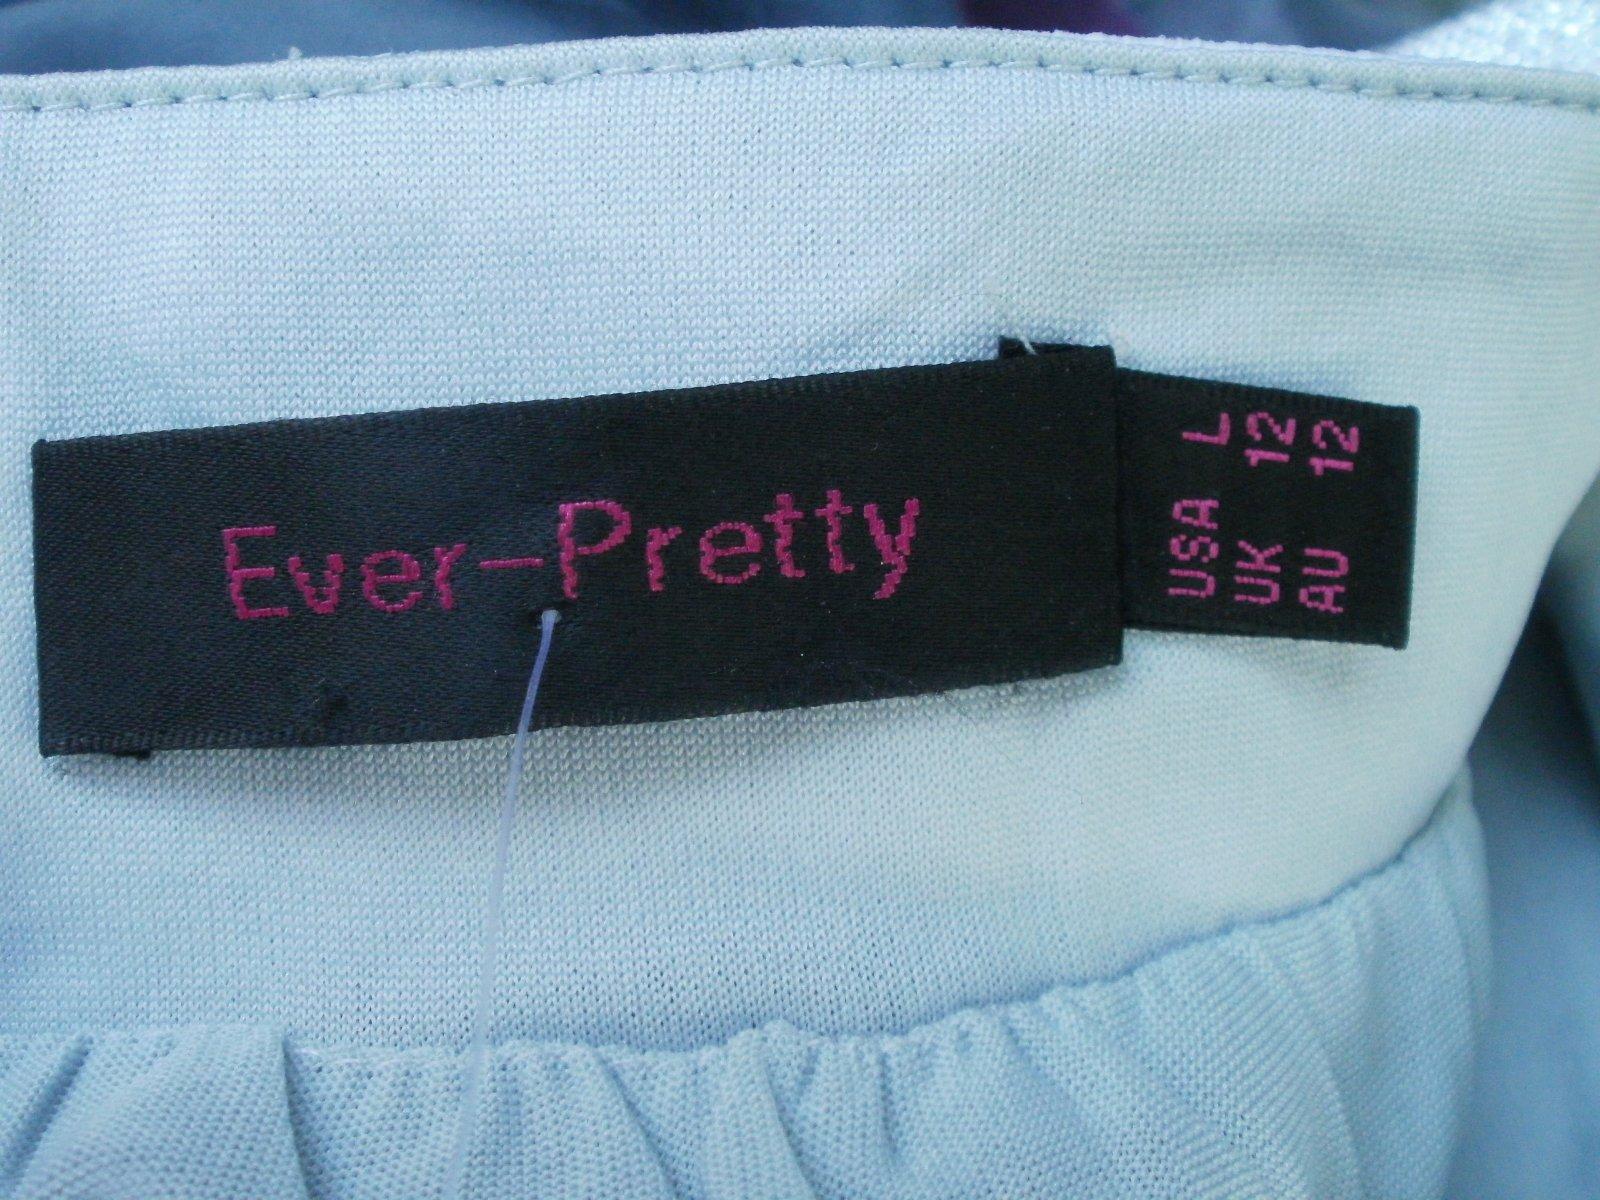 Ever-Pretty
USA L
UK 12
AU 12